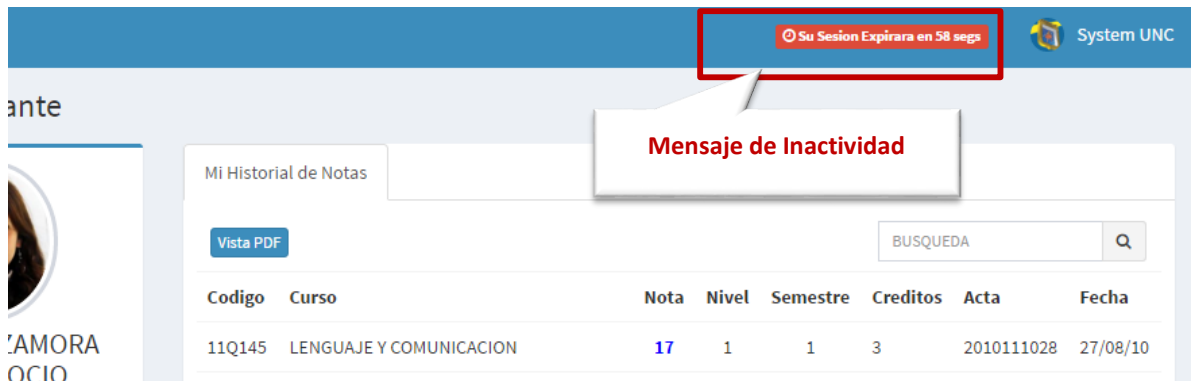 Su Sesion Expirara en 58 segs
System UNC
ante
Mensaje de Inactividad
Mi Historial de Notas
Vista PDF
BUSQUEDA
Codigo Curso Nota Nivel Semestre Creditos Acta Fecha
11Q145 LENGUAJE Y COMUNICACION 17 1 1 3 2010111028 27/08/10
ZAMORA
OCIO